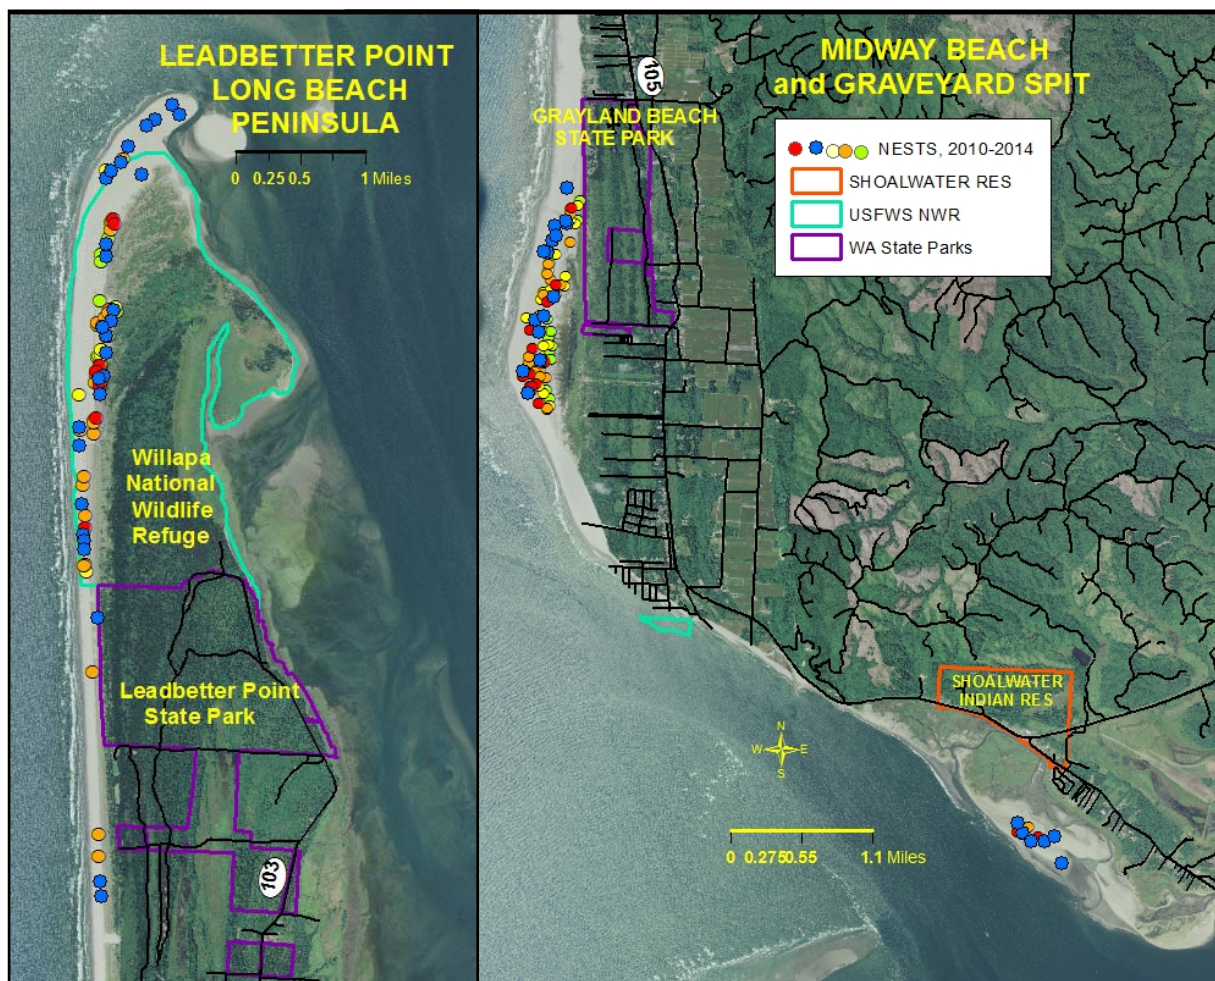 LEADBETTER POINT
LONG BEACH
PENINSULA
0 0.25 0.5 1 Miles
Willapa
National
Wildlife
Refuge
Leadbetter Point
State Park
103
MIDWAY BEACH
and GRAVEYARD SPIT
105
GRAYLAND BEACH
STATE PARK
NESTS, 2010-2014
SHOALWATER RES
USFWS NWR
WA State Parks
SHOALWATER
INDIAN RES
N
W E
S
0 0.275 0.55 1.1 Miles